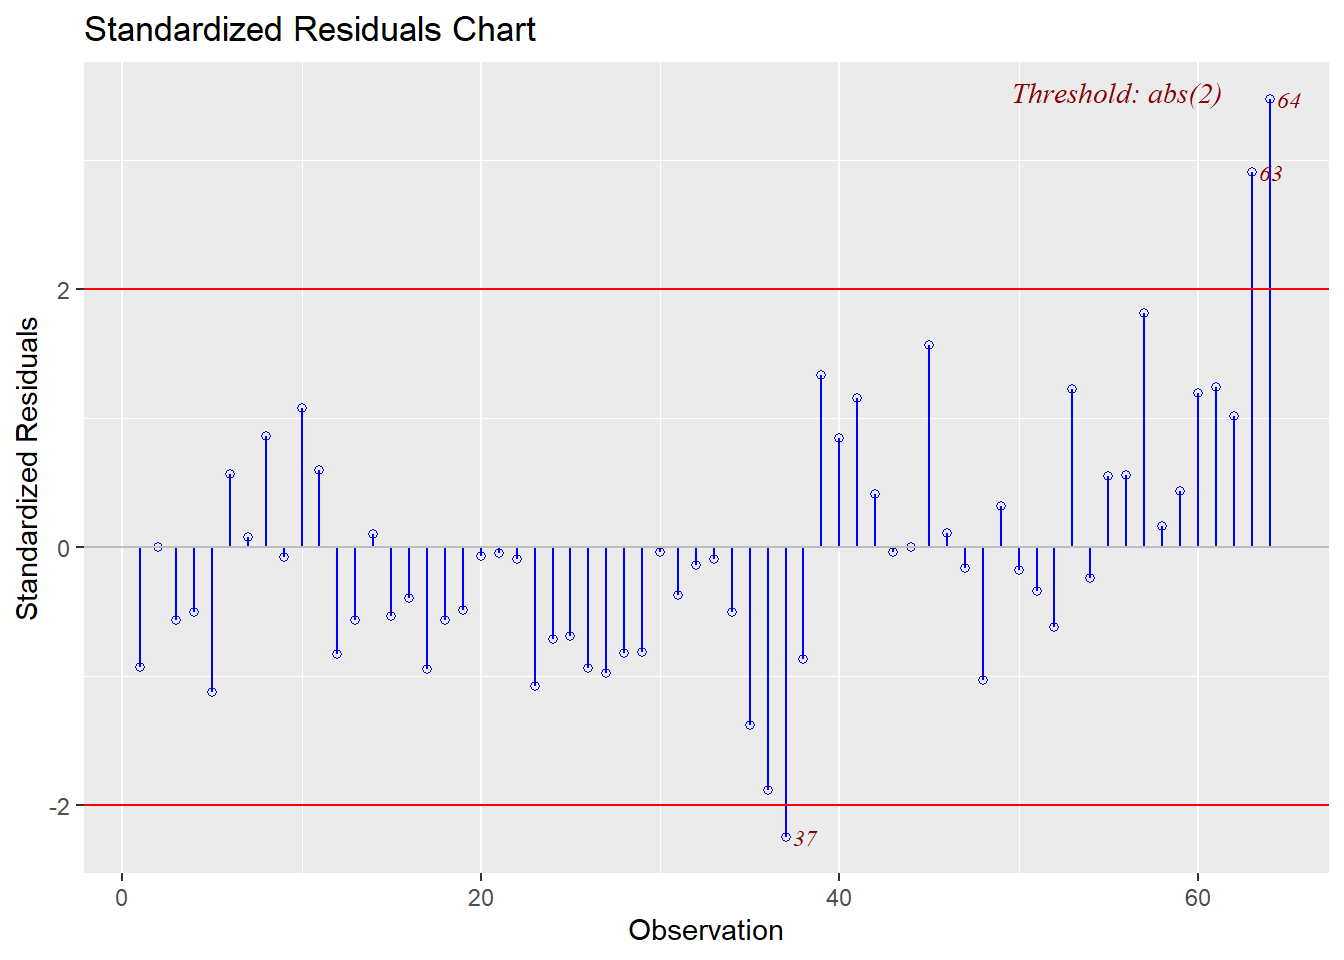 Standardized Residuals Chart
Threshold: abs(2)
64
63
2
0
-2
37
Standardized Residuals
0 20 40 60
Observation